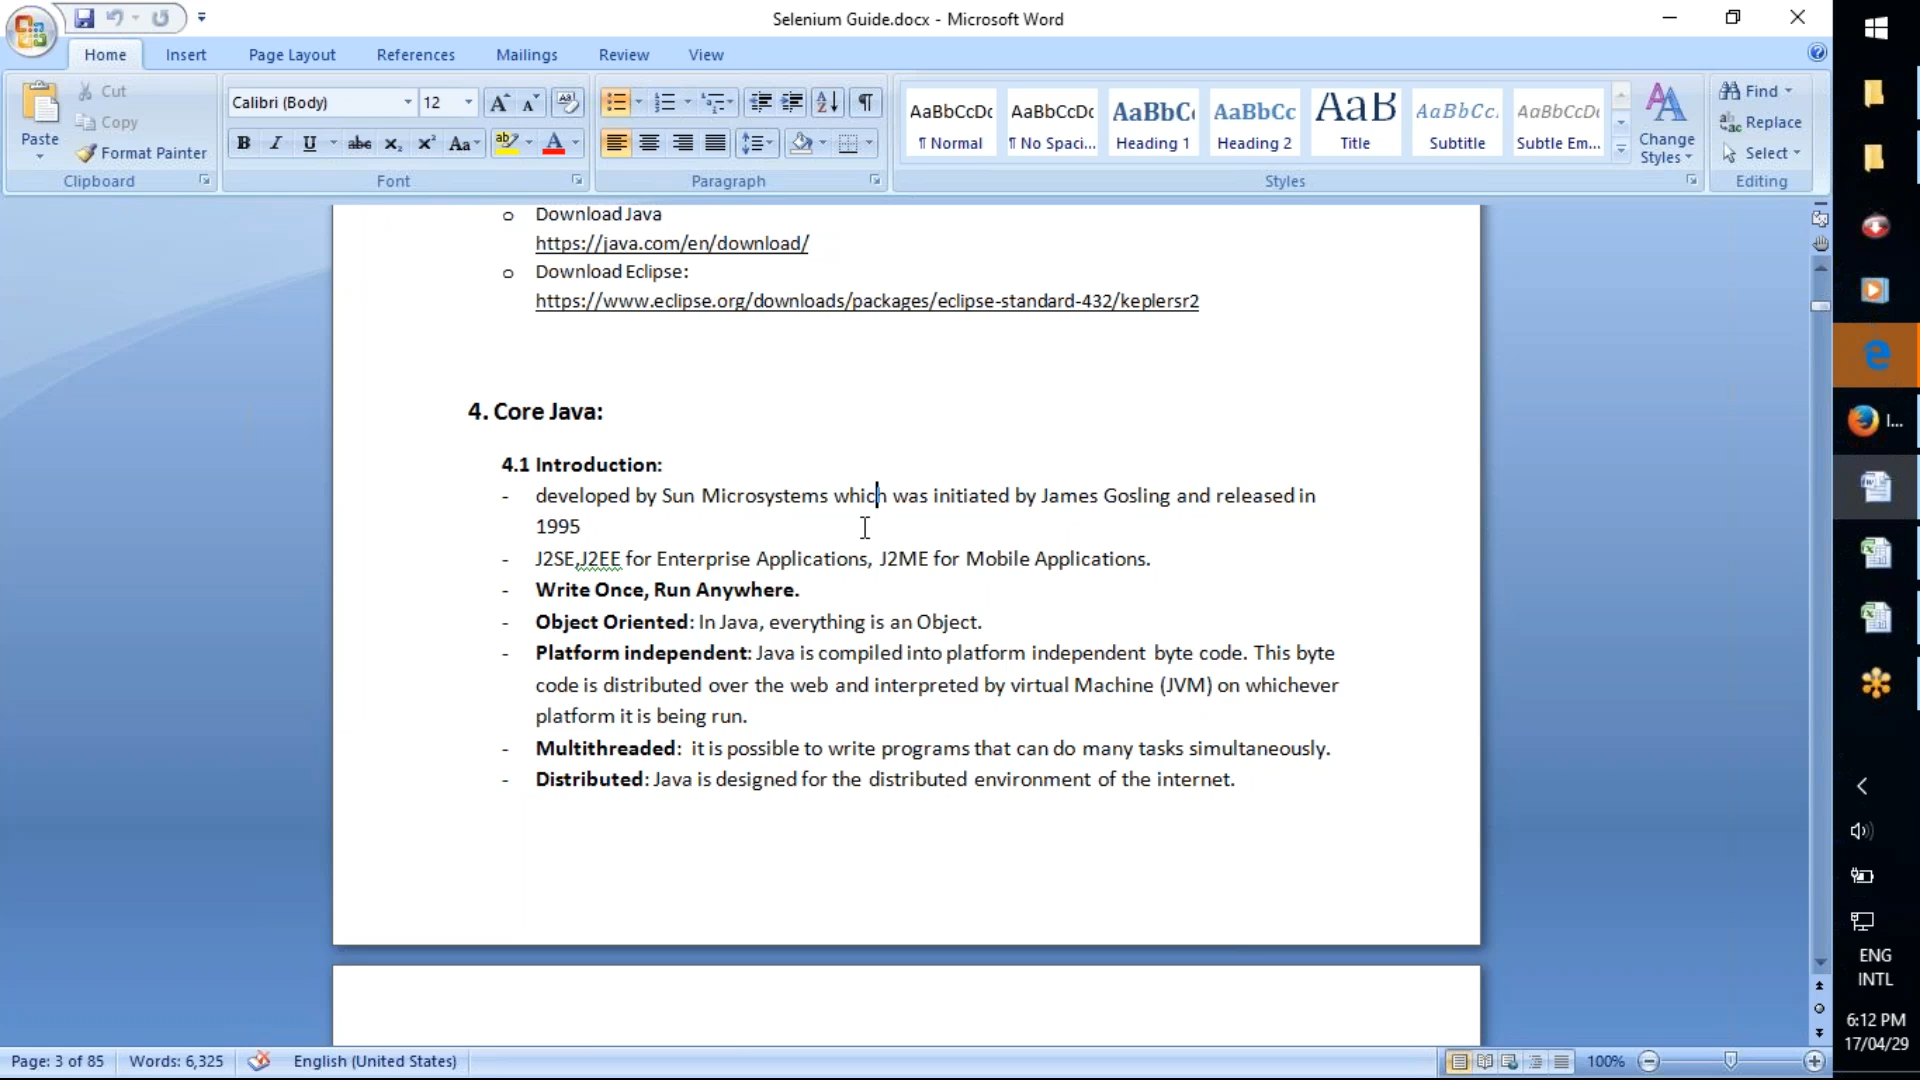 Selenium Guide.docx - Microsoft Word
Home Insert Page Layout References Mailings Review View
Paste
Cut
Copy
Format Painter
Clipboard
Calibri (Body) 12
Font
Paragraph
AaBbCcDc AaBbCcDc AaBbC AaBbCc AaB AaBbCc. AaBbCcDc
¶ Normal ¶ No Spaci... Heading 1 Heading 2 Title Subtitle Subtle Em...
Change
Styles
Styles
Find
Replace
Select
Editing
o Download Java
https://java.com/en/download/
o Download Eclipse:
https://www.eclipse.org/downloads/packages/eclipse-standard-432/keplersr2
4. Core Java:
4.1 Introduction:
- developed by Sun Microsystems which was initiated by James Gosling and released in
1995
- J2SE,J2EE for Enterprise Applications, J2ME for Mobile Applications.
- Write Once, Run Anywhere.
- Object Oriented: In Java, everything is an Object.
- Platform independent: Java is compiled into platform independent byte code. This byte
code is distributed over the web and interpreted by virtual Machine (JVM) on whichever
platform it is being run.
- Multithreaded: it is possible to write programs that can do many tasks simultaneously.
- Distributed: Java is designed for the distributed environment of the internet.
Page: 3 of 85 Words: 6,325 English (United States) 100%
I...
ENG
INTL
6:12 PM
17/04/29